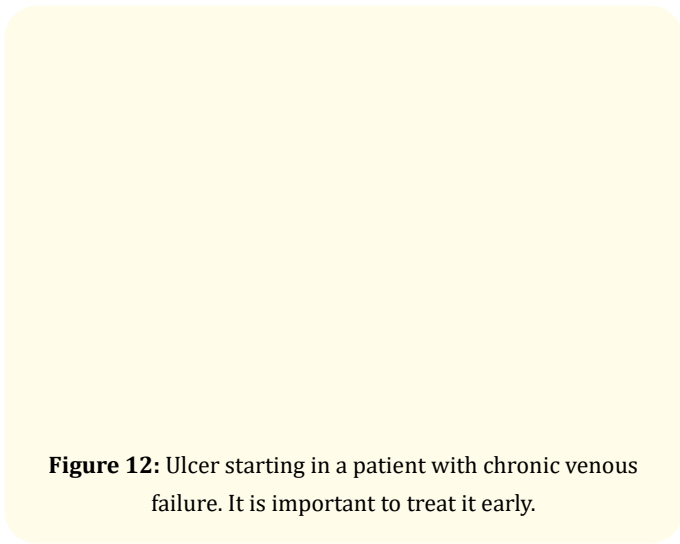 Figure 12: Ulcer starting in a patient with chronic venous
failure. It is important to treat it early.